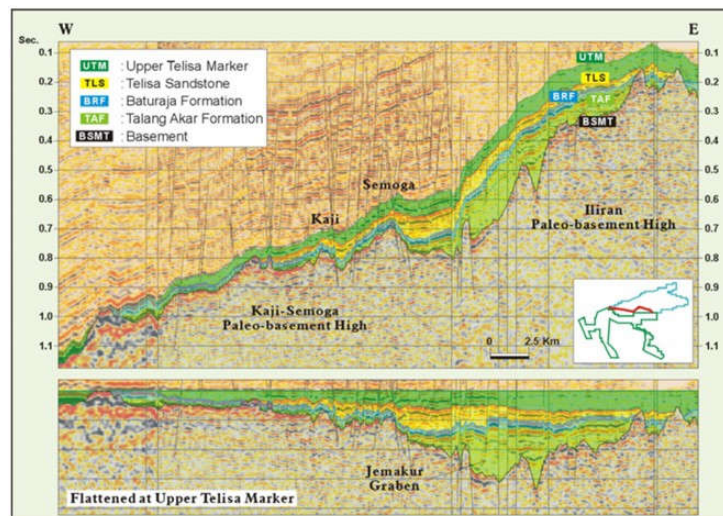 W E
Sec.
0.1 0.1
UTM : Upper Telisa Marker
TLS : Telisa Sandstone
BRF : Baturaja Formation
TAF : Talang Akar Formation
BSMT : Basement
UTM
TLS
BRF TAF
BSMT
0.2 0.2
0.3 0.3
0.4 0.4
0.5 0.5
0.6 0.6
0.7 0.7
0.8 0.8
0.9 0.9
1.0 1.0
1.1 1.1
Semoga
Kaji
Iliran
Paleo-basement High
Kaji-Semoga
Paleo-basement High
0 2.5 Km
Jemakur
Graben
Flattened at Upper Telisa Marker